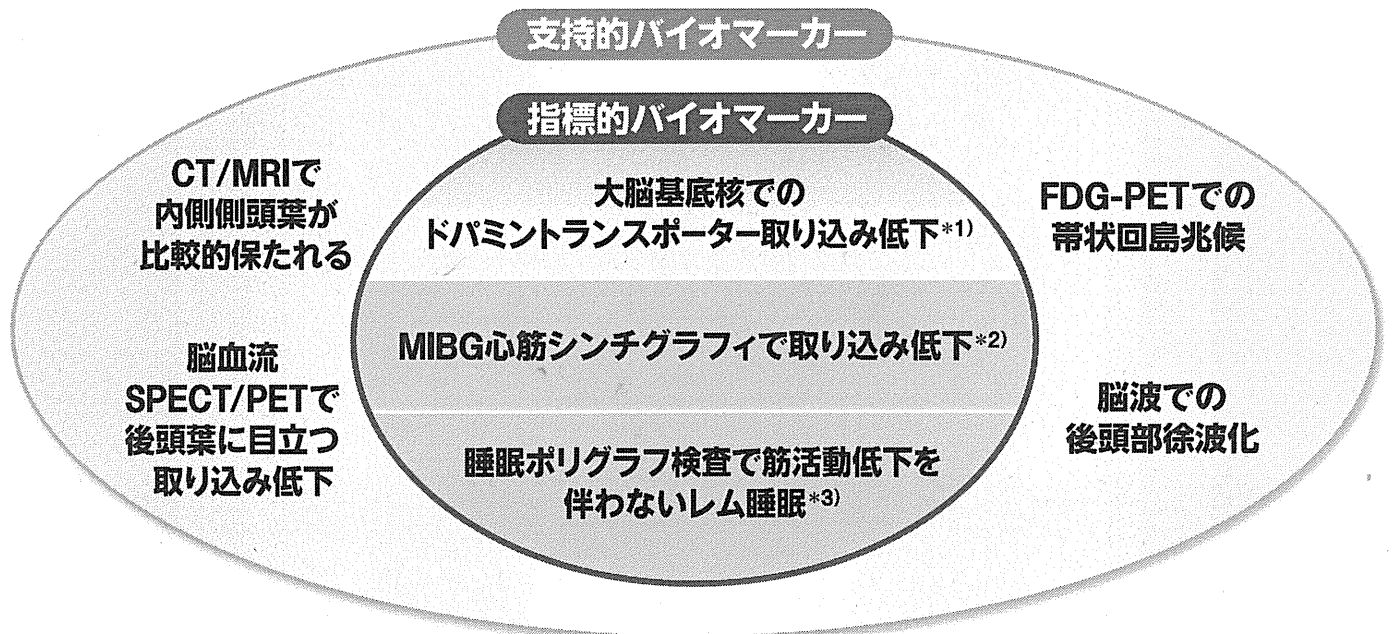 支持的バイオマーカー
指標的バイオマーカー
CT/MRIで
内側側頭葉が
比較的保たれる
大脳基底核での
ドパミントランスポーター取り込み低下*1)
FDG-PETでの
帯状回島兆候
MIBG心筋シンチグラフィで取り込み低下*2)
脳血流
SPECT/PETで
後頭葉に目立つ
取り込み低下
脳波での
後頭部徐波化
睡眠ポリグラフ検査で筋活動低下を
伴わないレム睡眠*3)